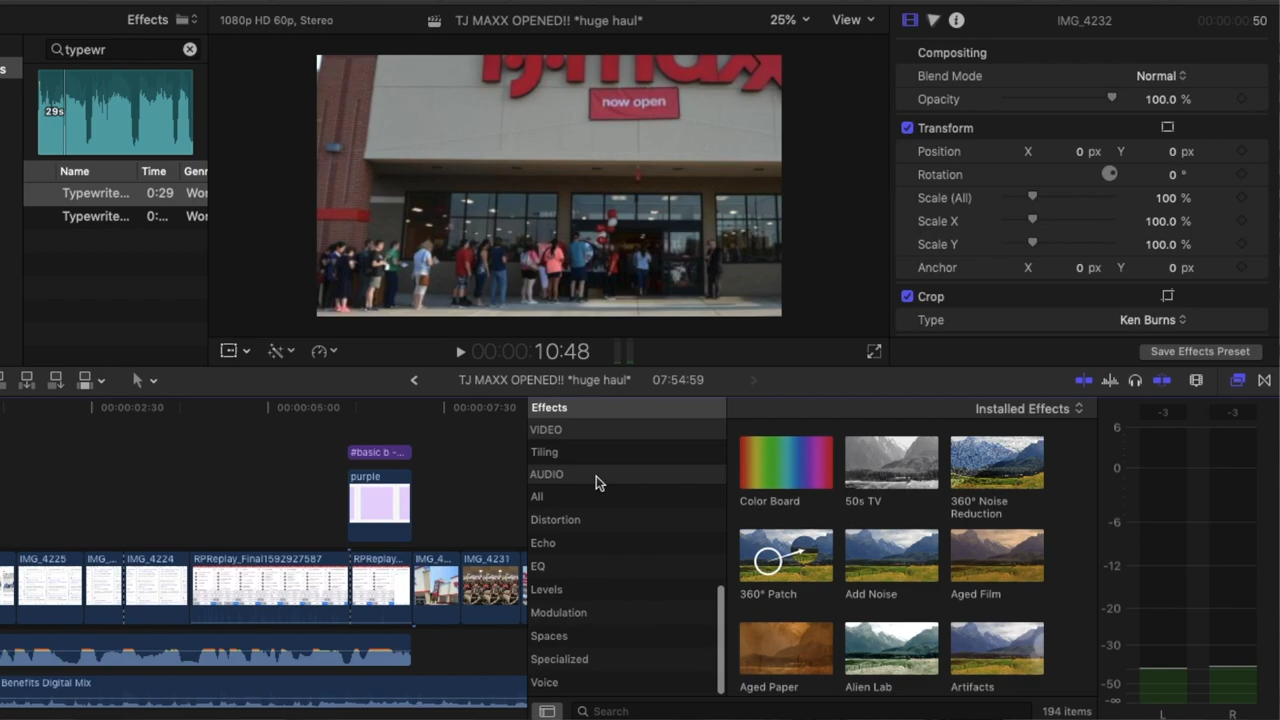 Effects
1080p HD 60p, Stereo
TJ MAXX OPENED!! *huge haul*
25%
View
IMG_4232
00:00:00:50
typewr
29s
Name Time Genr
Typewrite... 0:29 Wor
Typewrite... 0:... Wor
T.J.maxx
now open
Compositing
Blend Mode Normal
Opacity 100.0 %
Transform
Position X 0 px Y 0 px
Rotation 0 °
Scale (All) 100 %
Scale X 100.0 %
Scale Y 100.0 %
Anchor X 0 px Y 0 px
Crop
Type Ken Burns
00:00:10:48
Save Effects Preset
TJ MAXX OPENED!! *huge haul* 07:54:59
00:00:02:30
00:00:05:00
00:00:07:30
#basic b -...
purple
IMG_4225
IMG_...
IMG_4224
RPReplay_Final1592927587
RPReplay...
IMG_4...
IMG_4231
Benefits Digital Mix
Effects
VIDEO
Tiling
AUDIO
All
Distortion
Echo
EQ
Levels
Modulation
Spaces
Specialized
Voice
Installed Effects
Color Board
50s TV
360° Noise
Reduction
360° Patch
Add Noise
Aged Film
Aged Paper
Alien Lab
Artifacts
Search
194 items
-3 -3
6
0
-6
-12
-20
-30
-50
-∞
L R